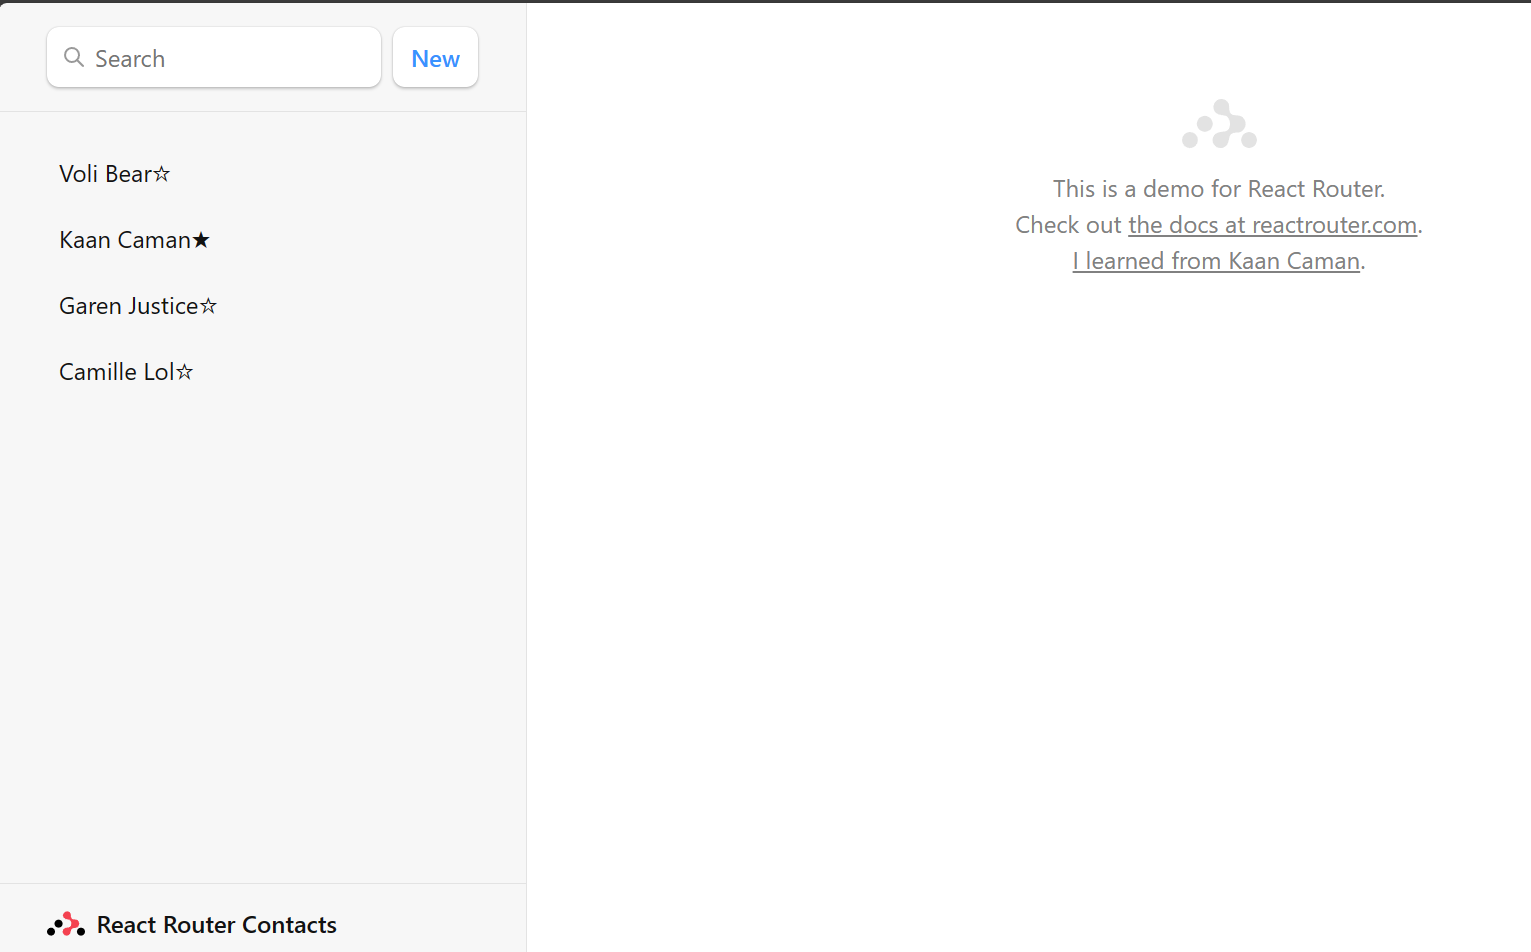 Search
New
Voli Bear☆
Kaan Caman★
Garen Justice☆
Camille Lol☆
React Router Contacts
This is a demo for React Router.
Check out the docs at reactrouter.com.
I learned from Kaan Caman.